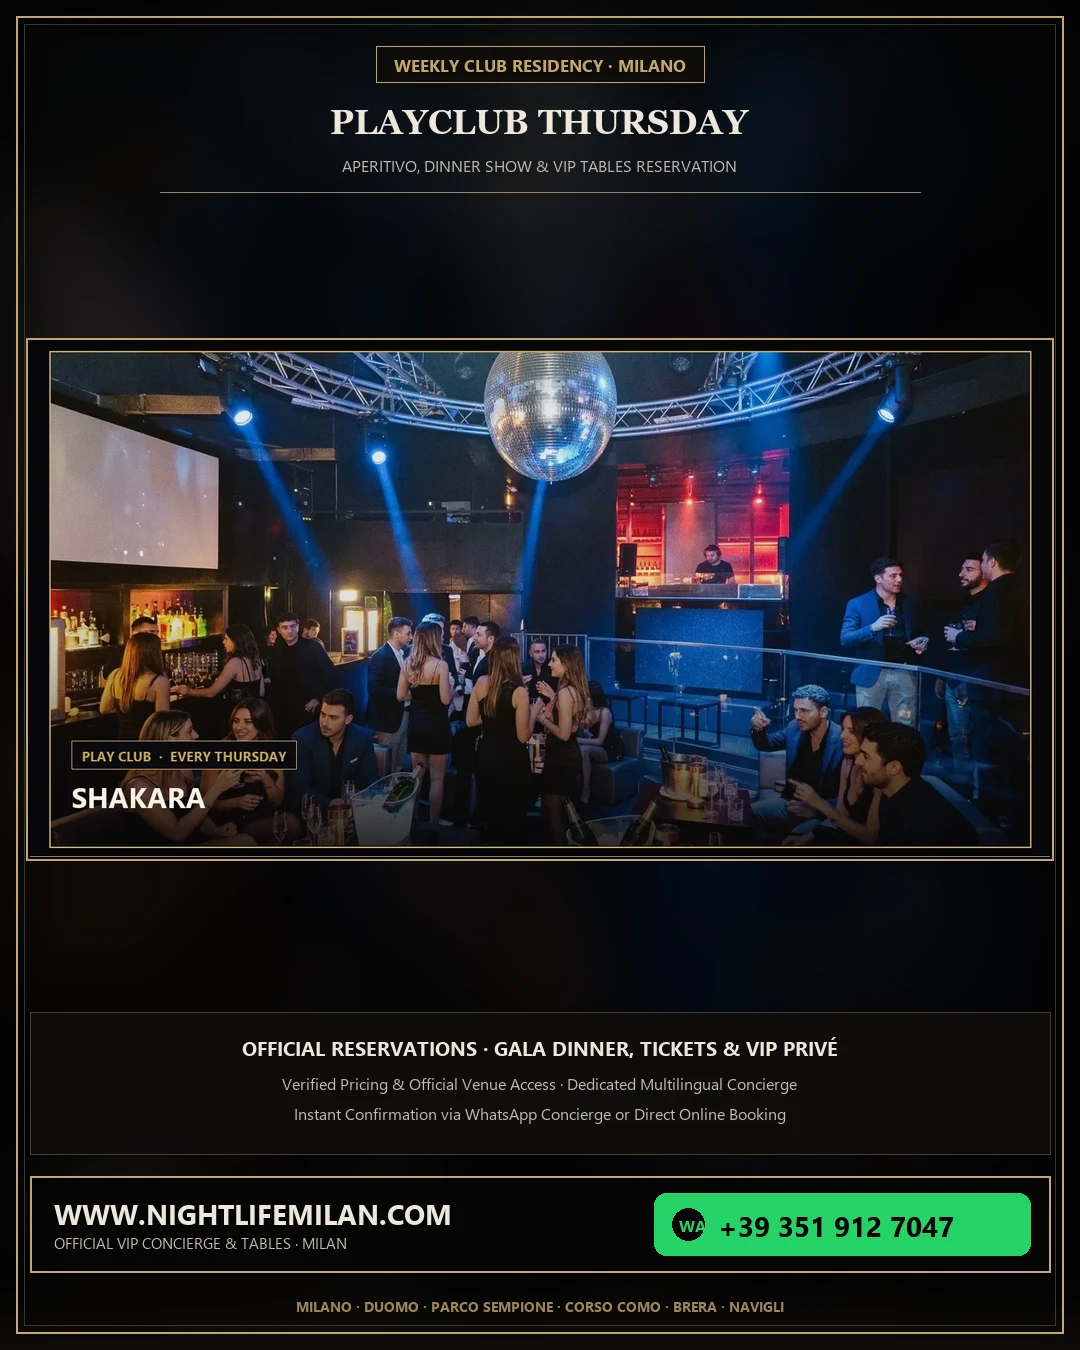 WEEKLY CLUB RESIDENCY · MILANO
PLAYCLUB THURSDAY
APERITIVO, DINNER SHOW & VIP TABLES RESERVATION
PLAY CLUB · EVERY THURSDAY
SHAKARA
OFFICIAL RESERVATIONS · GALA DINNER, TICKETS & VIP PRIVÉ
Verified Pricing & Official Venue Access · Dedicated Multilingual Concierge
Instant Confirmation via WhatsApp Concierge or Direct Online Booking
WWW.NIGHTLIFEMILAN.COM
OFFICIAL VIP CONCIERGE & TABLES · MILAN
WA +39 351 912 7047
MILANO · DUOMO · PARCO SEMPIONE · CORSO COMO · BRERA · NAVIGLI